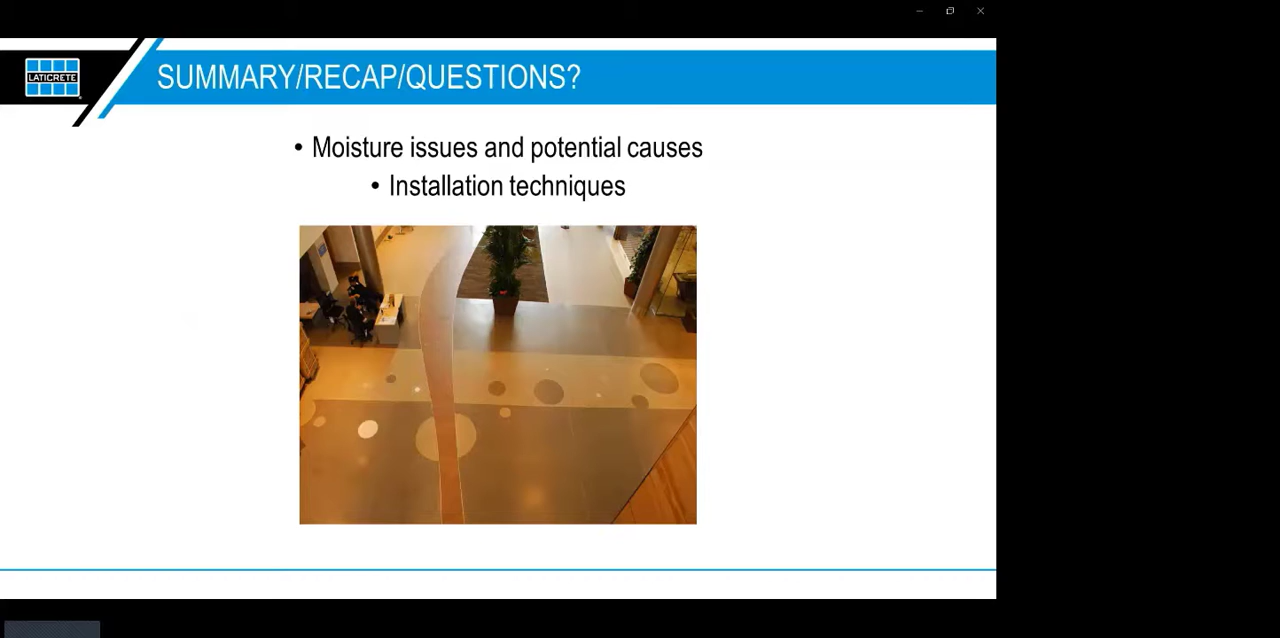 LATICRETE
SUMMARY/RECAP/QUESTIONS?
• Moisture issues and potential causes
• Installation techniques